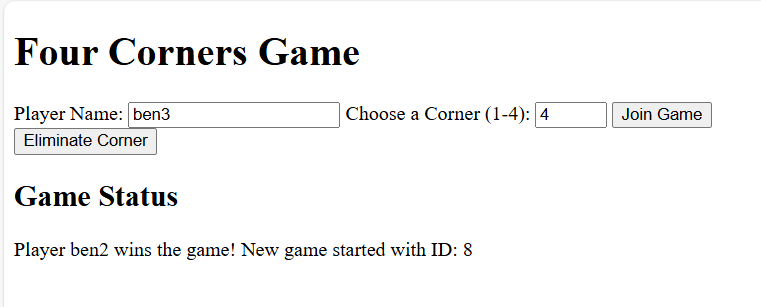 Four Corners Game
Player Name: ben3 Choose a Corner (1-4): 4 Join Game
Eliminate Corner
Game Status
Player ben2 wins the game! New game started with ID: 8